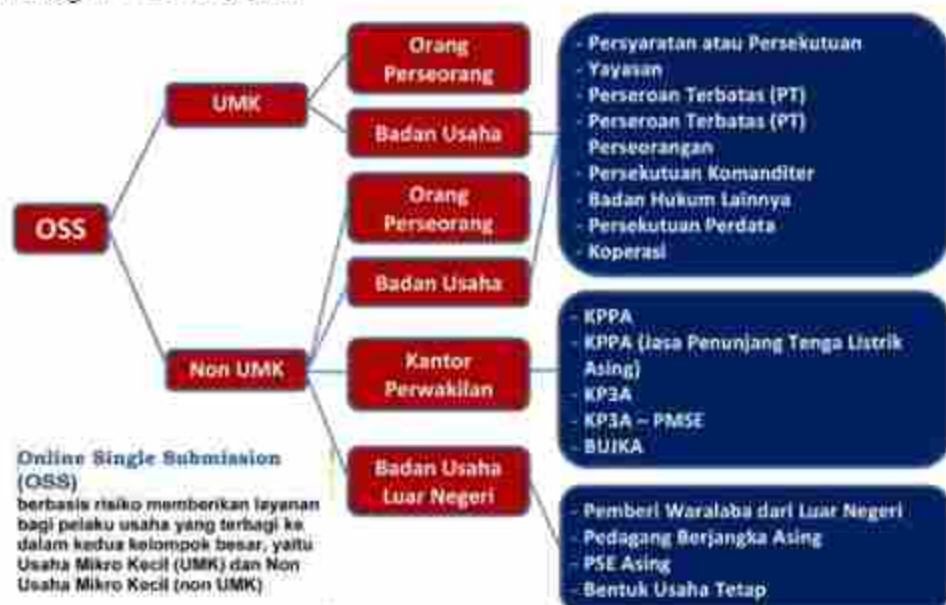 OSS
UMK
Non UMK
Orang
Perseorang
Badan Usaha
Orang
Perseorang
Badan Usaha
Kantor
Perwakilan
Badan Usaha
Luar Negeri
- Persyaratan atau Persekutuan
- Yayasan
- Perseroan Terbatas (PT)
- Perseroan Terbatas (PT)
Perseorangan
- Persekutuan Komanditer
- Badan Hukum Lainnya
- Persekutuan Perdata
- Koperasi
- KPPA
- KPPA (Jasa Penunjang Tenga Listrik
Asing)
- KP3A
- KP3A – PMSE
- BUJKA
- Pemberi Waralaba dari Luar Negeri
- Pedagang Berjangka Asing
- PSE Asing
- Bentuk Usaha Tetap
Online Single Submission
(OSS)
berbasis risiko memberikan layanan
bagi pelaku usaha yang terbagi ke
dalam kedua kelompok besar, yaitu
Usaha Mikro Kecil (UMK) dan Non
Usaha Mikro Kecil (non UMK)